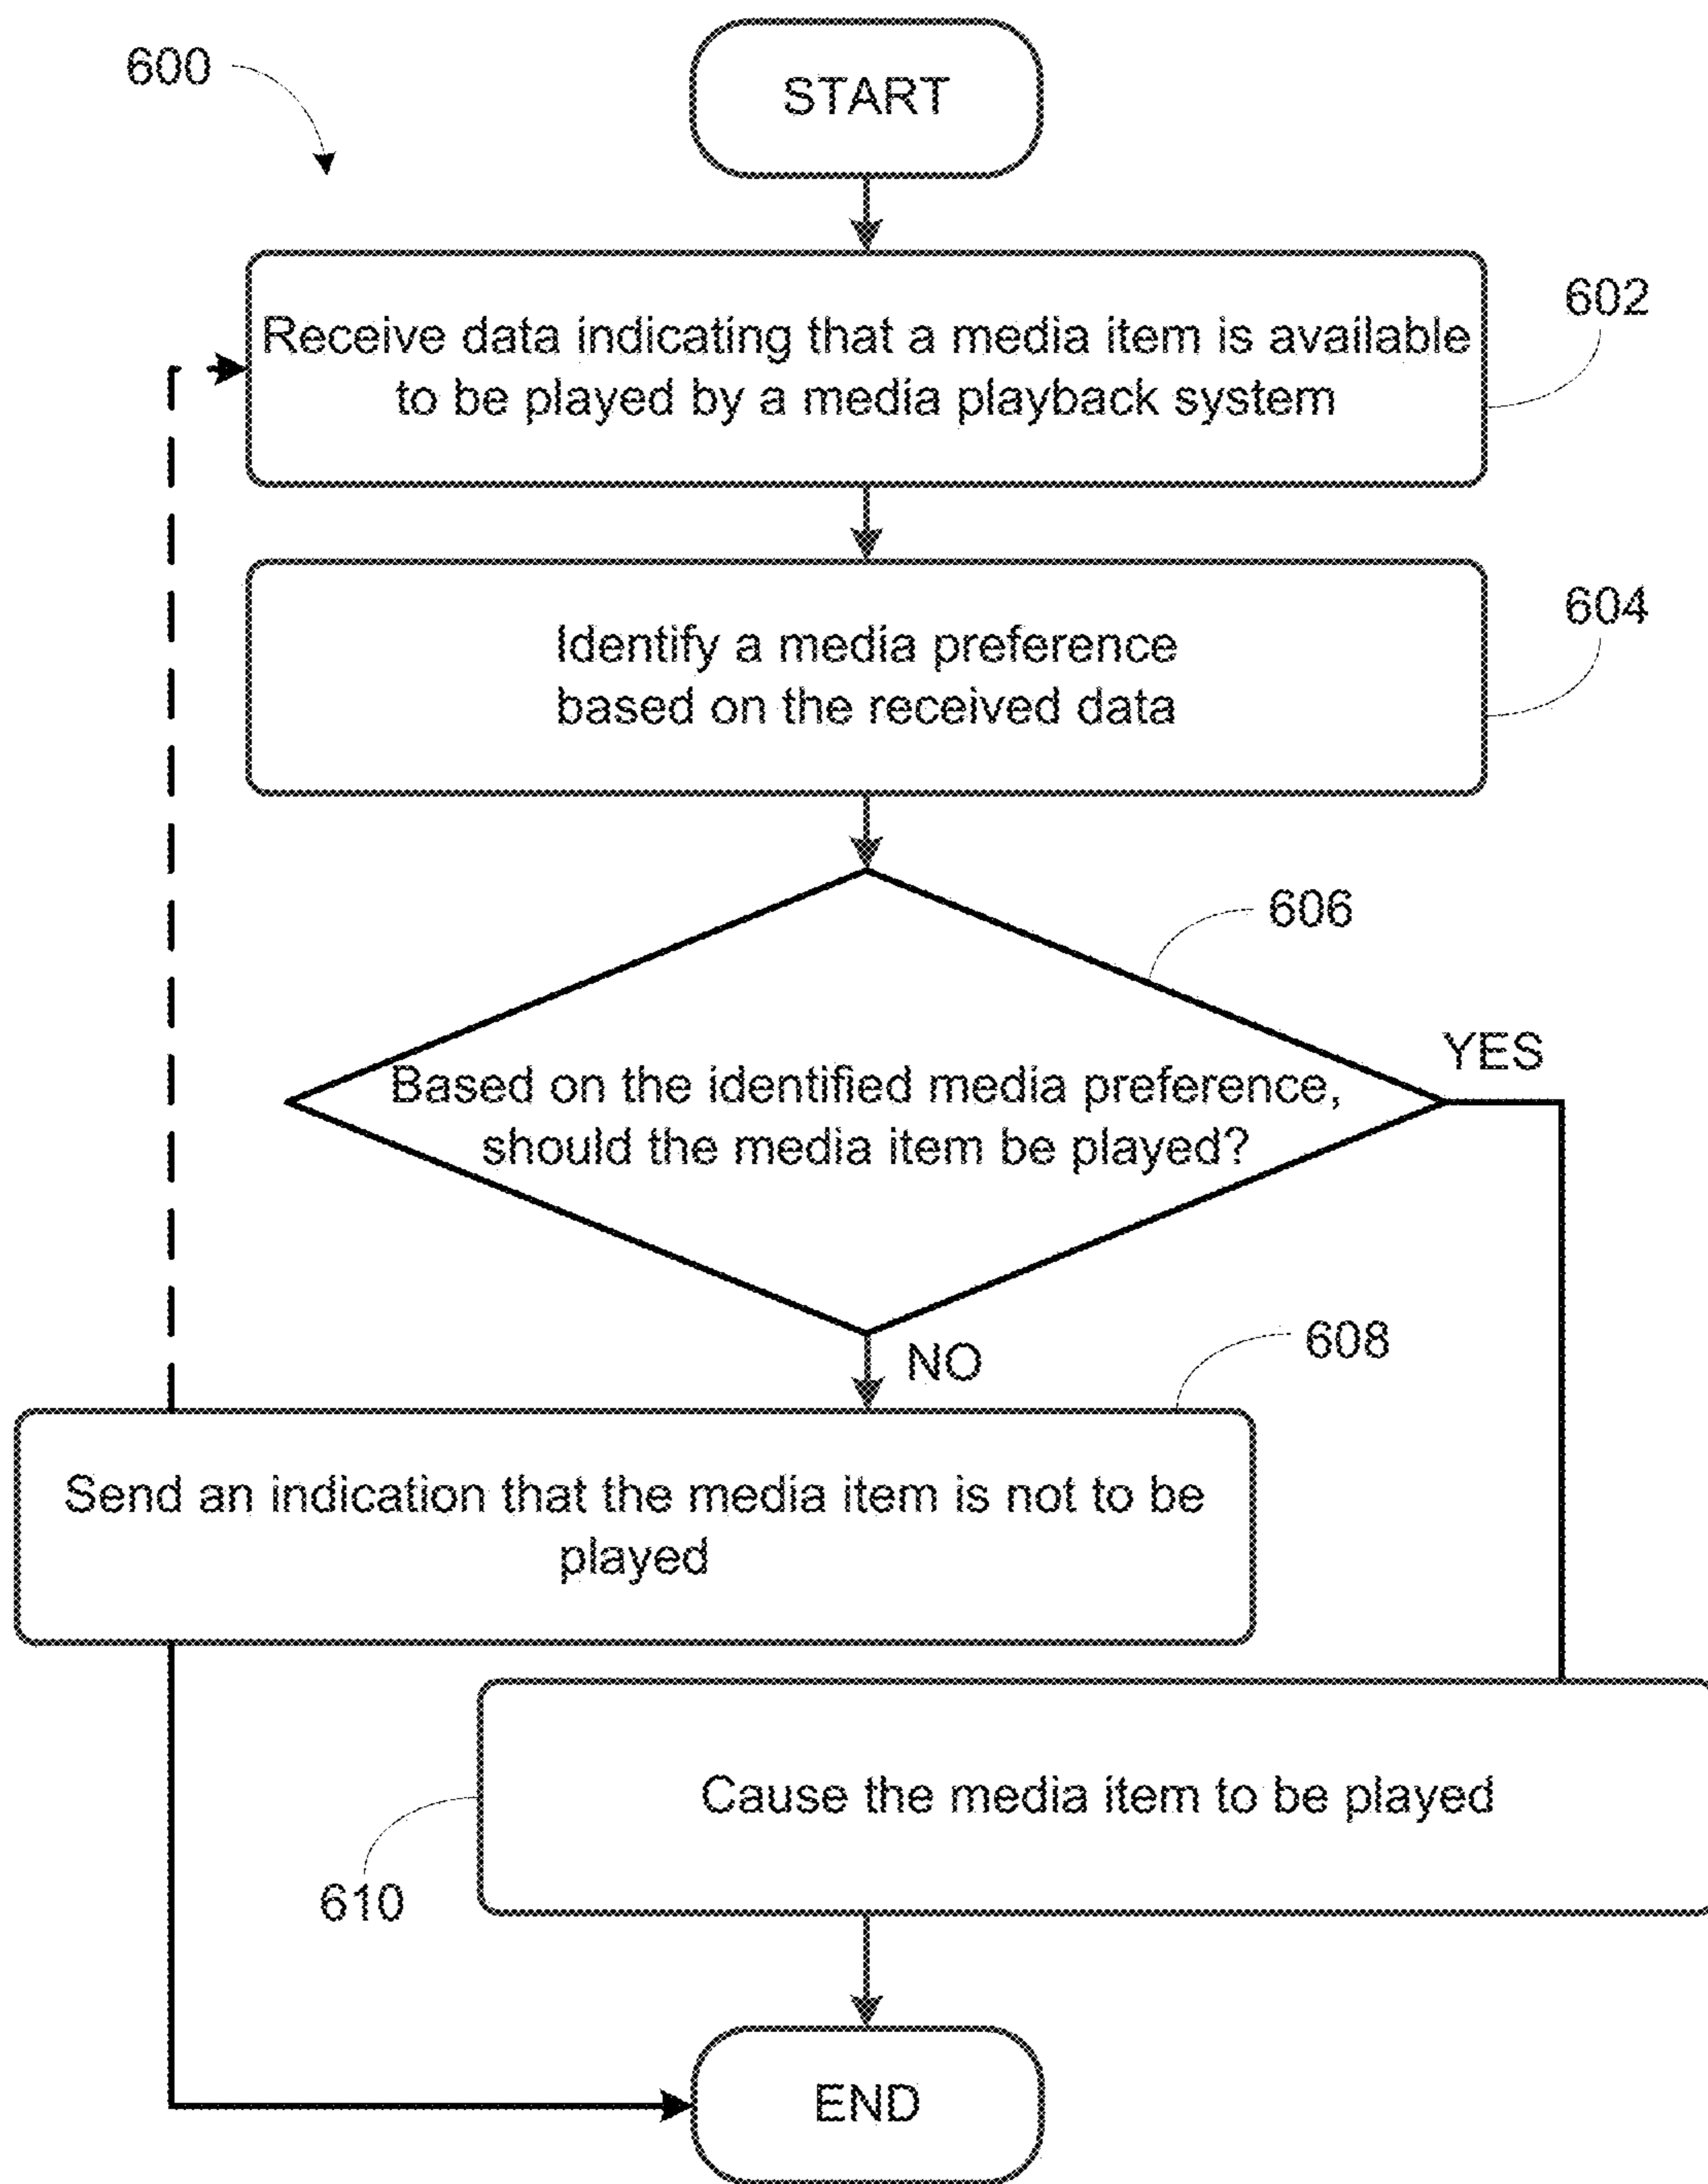 600
START
Receive data indicating that a media item is available
to be played by a media playback system
602
Identify a media preference
based on the received data
604
606
Based on the identified media preference,
should the media item be played?
YES
NO
608
Send an indication that the media item is not to be
played
Cause the media item to be played
610
END